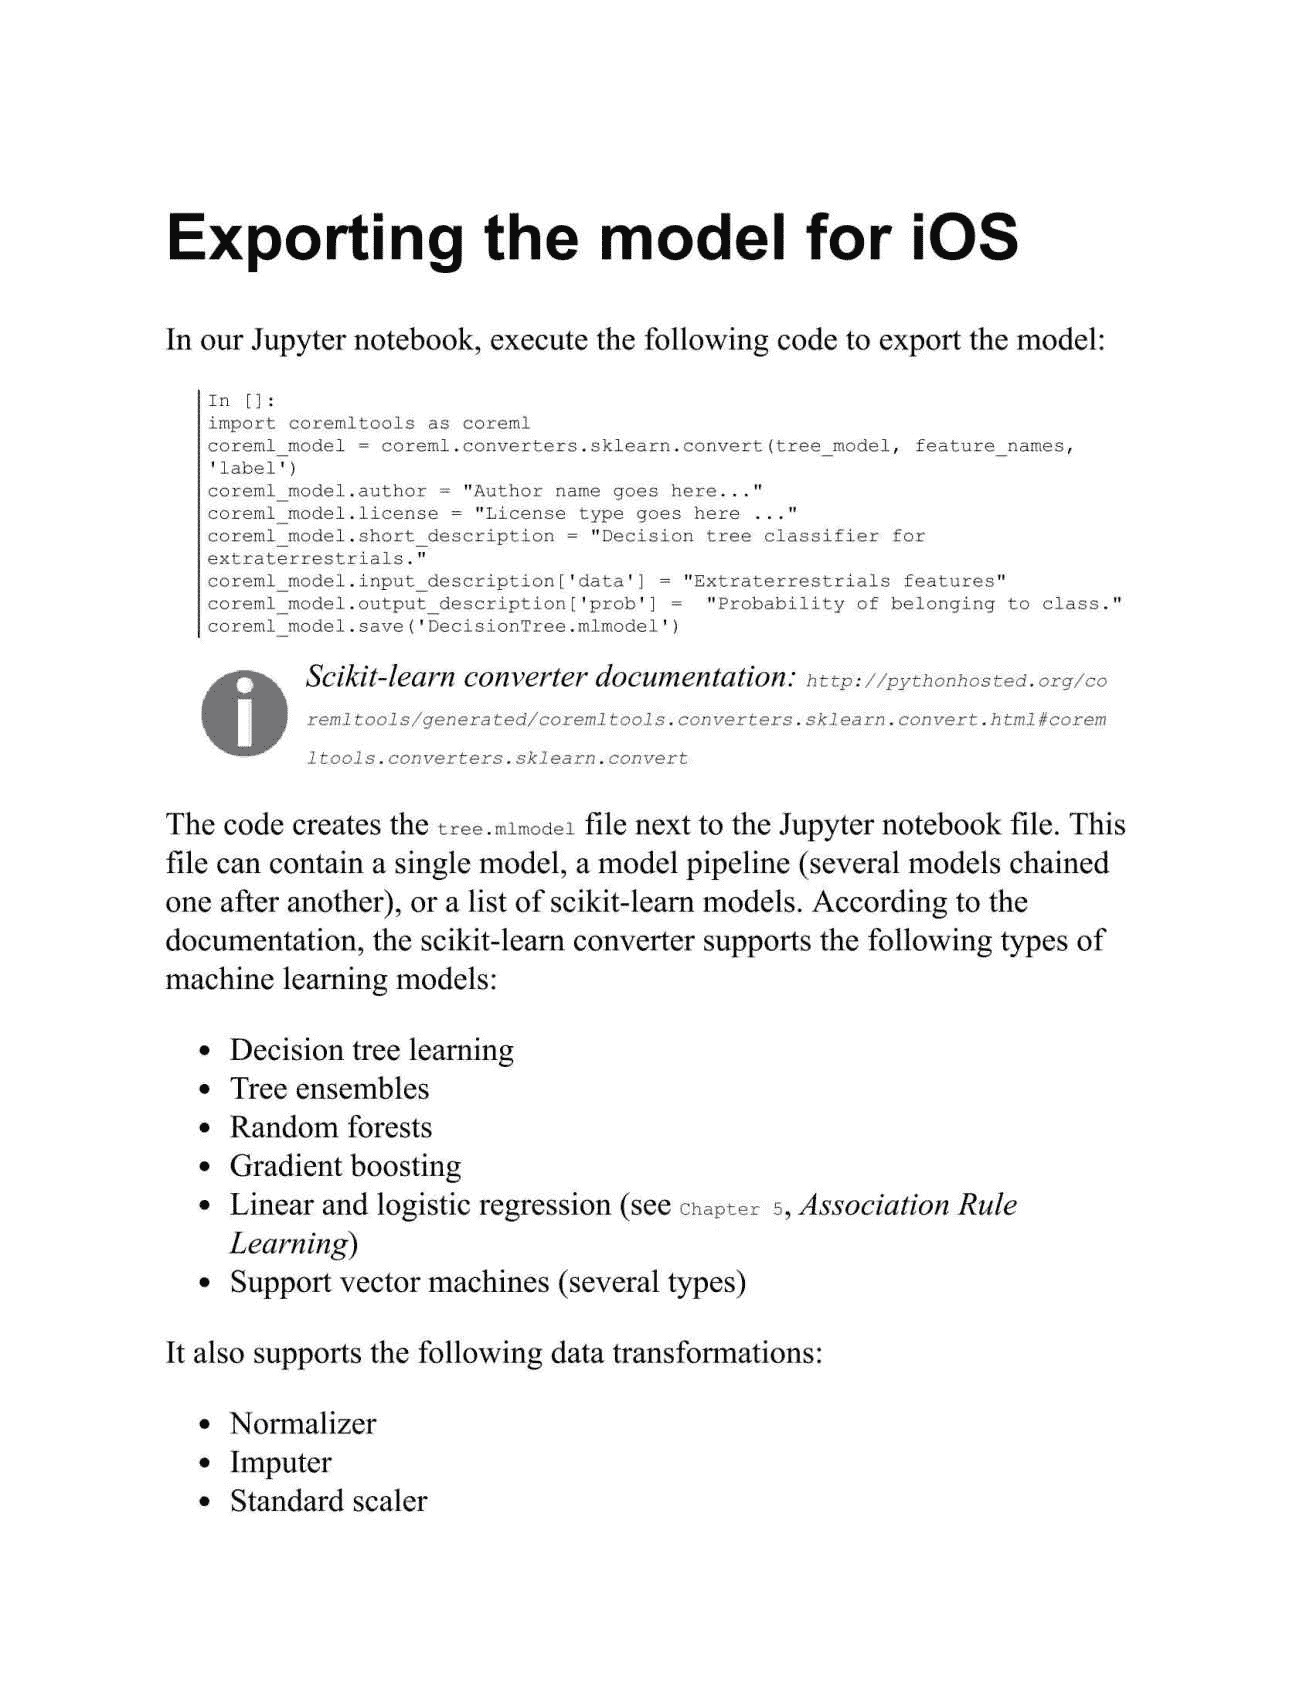 Exporting the model for iOS
In our Jupyter notebook, execute the following code to export the model:
In []:
import coremltools as coreml
coreml_model = coreml.converters.sklearn.convert(tree_model, feature_names,
'label')
coreml_model.author = "Author name goes here..."
coreml_model.license = "License type goes here ..."
coreml_model.short_description = "Decision tree classifier for
extraterrestrials."
coreml_model.input_description['data'] = "Extraterrestrials features"
coreml_model.output_description['prob'] =  "Probability of belonging to class."
coreml_model.save('DecisionTree.mlmodel')
Scikit-learn converter documentation: http://pythonhosted.org/co
remltools/generated/coremltools.converters.sklearn.convert.html#corem
ltools.converters.sklearn.convert
The code creates the tree.mlmodel file next to the Jupyter notebook file. This
file can contain a single model, a model pipeline (several models chained
one after another), or a list of scikit-learn models. According to the
documentation, the scikit-learn converter supports the following types of
machine learning models:
• Decision tree learning
• Tree ensembles
• Random forests
• Gradient boosting
• Linear and logistic regression (see Chapter 5, Association Rule
Learning)
• Support vector machines (several types)
It also supports the following data transformations:
• Normalizer
• Imputer
• Standard scaler